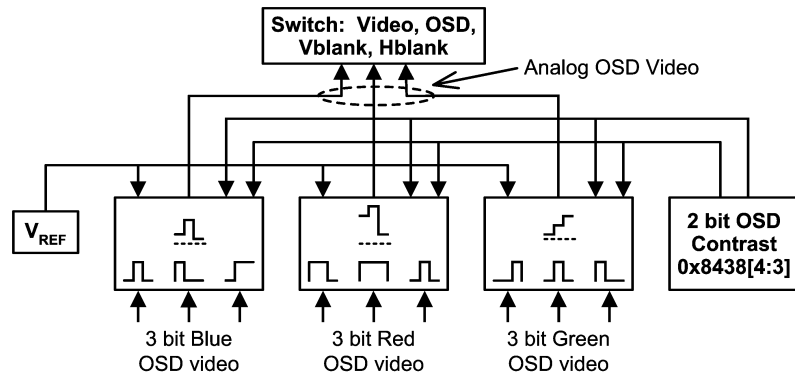 Switch: Video, OSD,
Vblank, Hblank
Analog OSD Video
VREF
2 bit OSD
Contrast
0x8438[4:3]
3 bit Blue
OSD video
3 bit Red
OSD video
3 bit Green
OSD video